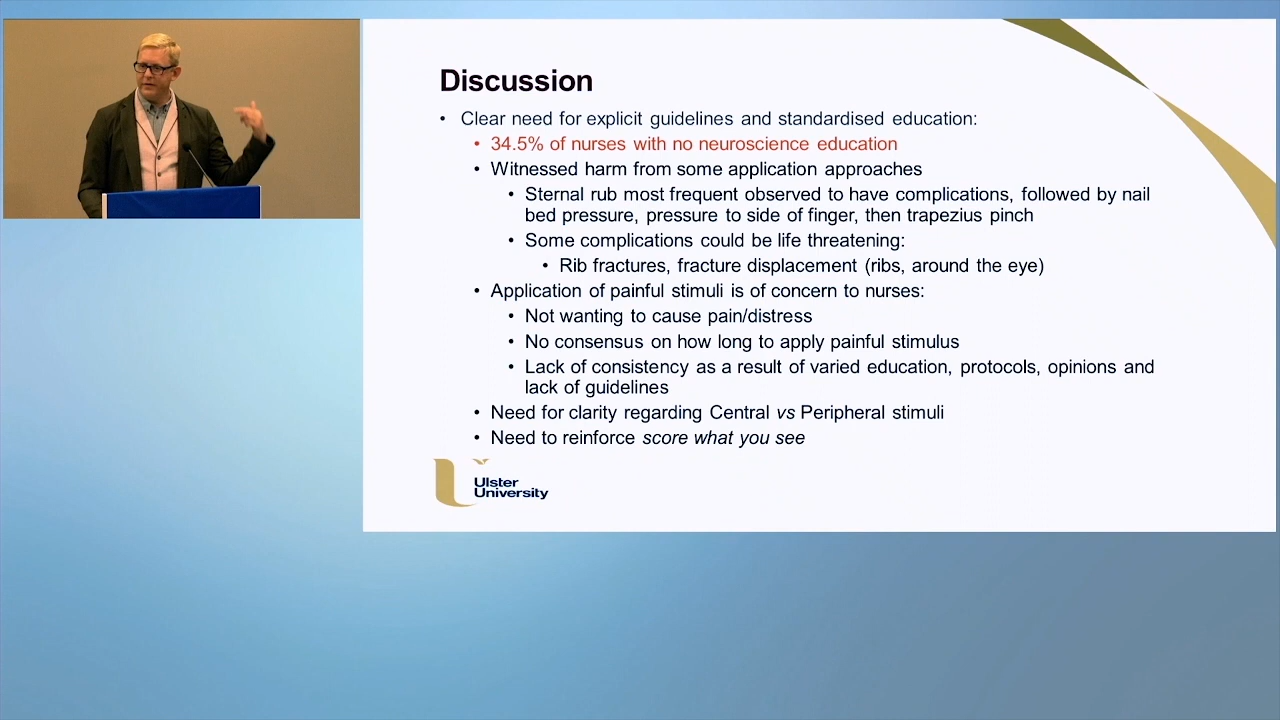 Discussion
• Clear need for explicit guidelines and standardised education:
• 34.5% of nurses with no neuroscience education
• Witnessed harm from some application approaches
• Sternal rub most frequent observed to have complications, followed by nail
bed pressure, pressure to side of finger, then trapezius pinch
• Some complications could be life threatening:
• Rib fractures, fracture displacement (ribs, around the eye)
• Application of painful stimuli is of concern to nurses:
• Not wanting to cause pain/distress
• No consensus on how long to apply painful stimulus
• Lack of consistency as a result of varied education, protocols, opinions and
lack of guidelines
• Need for clarity regarding Central vs Peripheral stimuli
• Need to reinforce score what you see
Ulster
University